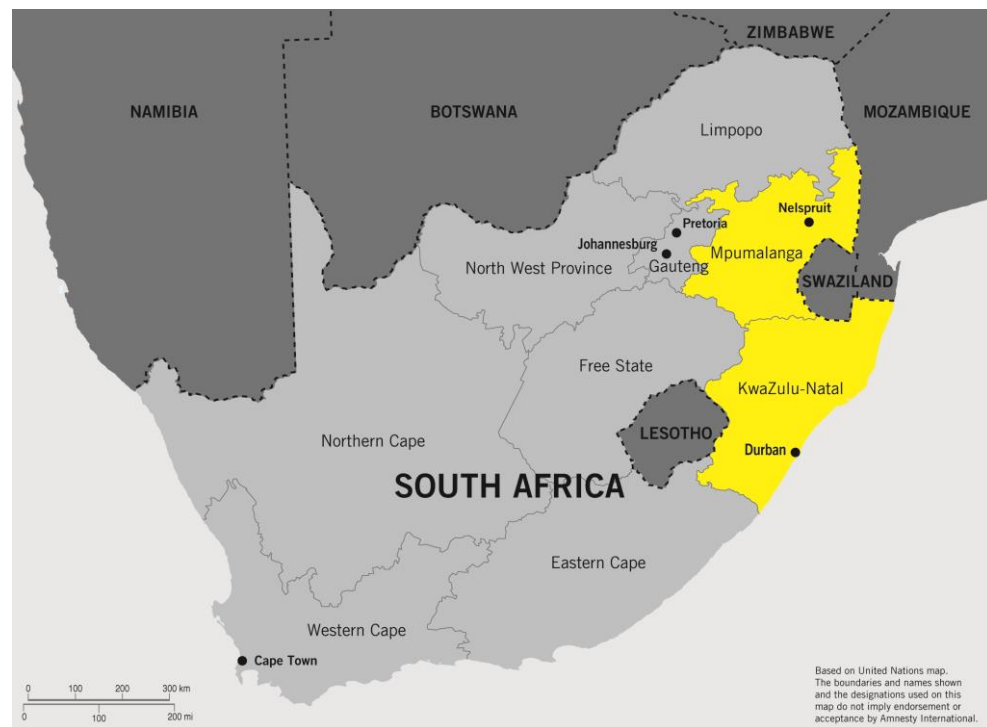 ZIMBABWE
NAMIBIA
BOTSWANA
MOZAMBIQUE
Limpopo
Nelspruit
Pretoria
Johannesburg
Mpumalanga
North West Province
Gauteng
SWAZILAND
Free State
KwaZulu-Natal
Northern Cape
LESOTHO
Durban
SOUTH AFRICA
Eastern Cape
Western Cape
Cape Town
0 100 200 300 km
0 100 200 mi
Based on United Nations map.
The boundaries and names shown
and the designations used on this
map do not imply endorsement or
acceptance by Amnesty International.